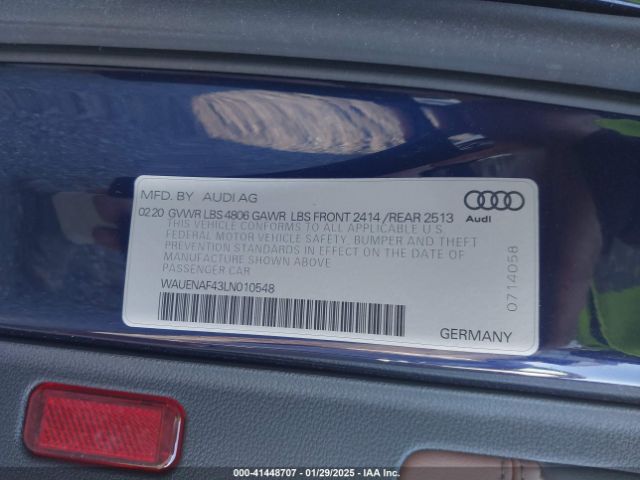 MFD. BY AUDI AG
02.20 GVWR LBS 4806 GAWR LBS FRONT 2414 /REAR 2513
THIS VEHICLE CONFORMS TO ALL APPLICABLE U.S.
FEDERAL MOTOR VEHICLE SAFETY, BUMPER AND THEFT
PREVENTION STANDARDS IN EFFECT ON THE DATE OF
MANUFACTURE SHOWN ABOVE
PASSENGER CAR
WAUENAF43LN010548
Audi
0714058
GERMANY
000-41448707 - 01/29/2025 - IAA Inc.